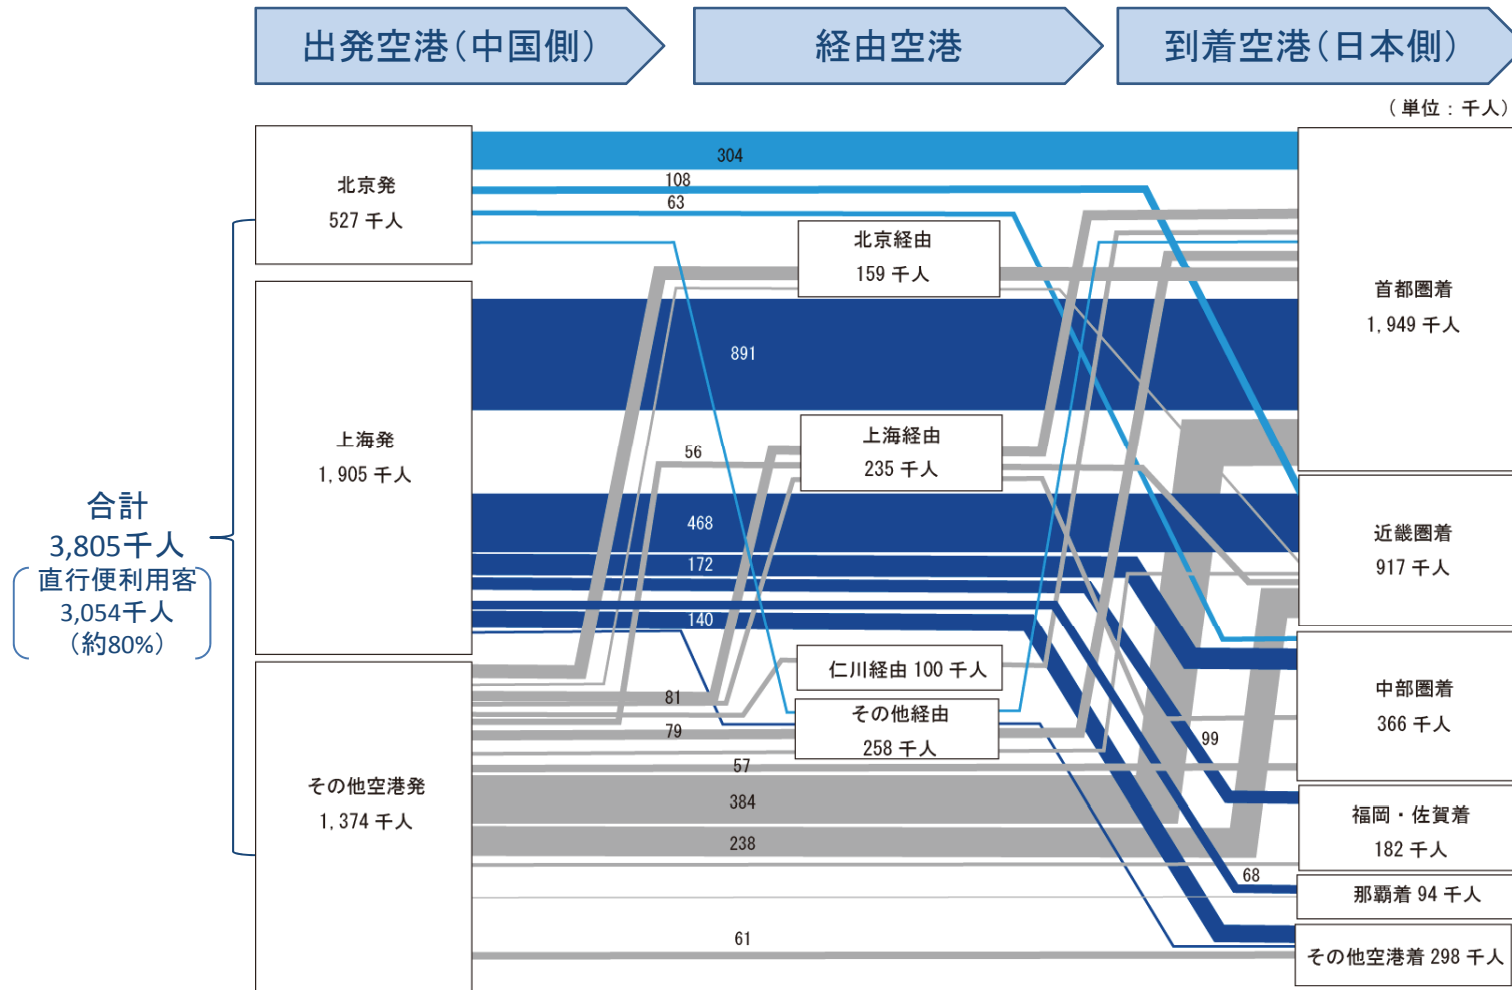 出発空港(中国側)
経由空港
到着空港(日本側)
(単位:千人)
北京発
527 千人
上海発
1,905 千人
その他空港発
1,374 千人
合計
3,805千人
直行便利用客
3,054千人
(約80%)
304
108
63
891
56
468
172
140
81
79
57
384
238
61
99
68
北京経由
159 千人
上海経由
235 千人
仁川経由 100 千人
その他経由
258 千人
首都圏着
1,949 千人
近畿圏着
917 千人
中部圏着
366 千人
福岡・佐賀着
182 千人
那覇着 94 千人
その他空港着 298 千人